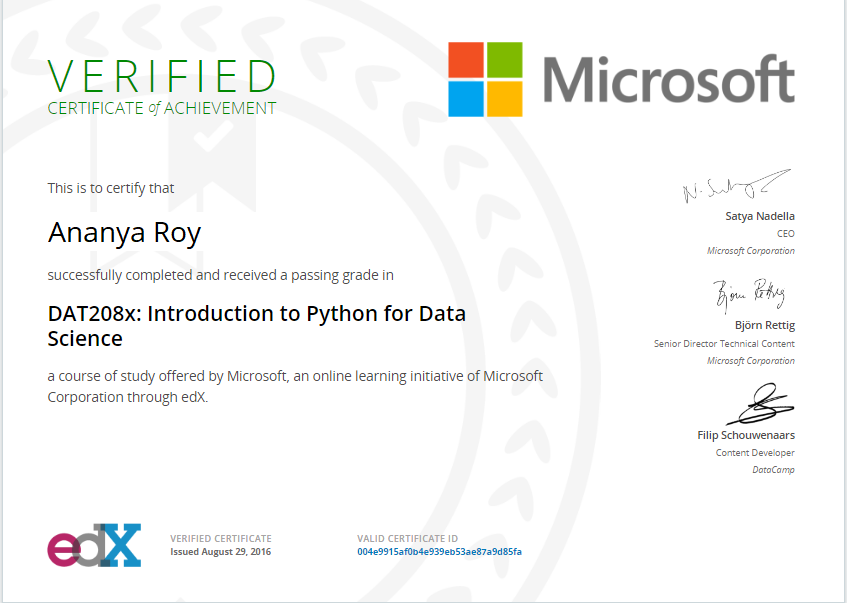 VERIFIED
CERTIFICATE of ACHIEVEMENT
Microsoft
This is to certify that
Ananya Roy
successfully completed and received a passing grade in
DAT208x: Introduction to Python for Data
Science
a course of study offered by Microsoft, an online learning initiative of Microsoft
Corporation through edX.
Satya Nadella
CEO
Microsoft Corporation
Björn Rettig
Björn Rettig
Senior Director Technical Content
Microsoft Corporation
Filip Schouwenaars
Content Developer
DataCamp
edX
VERIFIED CERTIFICATE
Issued August 29, 2016
VALID CERTIFICATE ID
004e9915af0b4e939eb53ae87a9d85fa